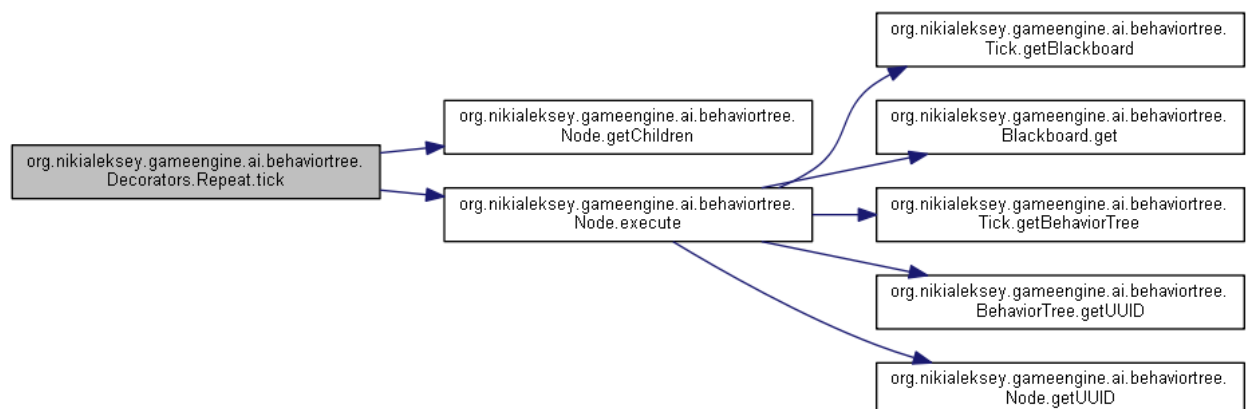 org.nikialeksey.gameengine.ai.behaviortree.
Decorators.Repeat.tick
org.nikialeksey.gameengine.ai.behaviortree.
Node.getChildren
org.nikialeksey.gameengine.ai.behaviortree.
Node.execute
org.nikialeksey.gameengine.ai.behaviortree.
Tick.getBlackboard
org.nikialeksey.gameengine.ai.behaviortree.
Blackboard.get
org.nikialeksey.gameengine.ai.behaviortree.
Tick.getBehaviorTree
org.nikialeksey.gameengine.ai.behaviortree.
BehaviorTree.getUUID
org.nikialeksey.gameengine.ai.behaviortree.
Node.getUUID